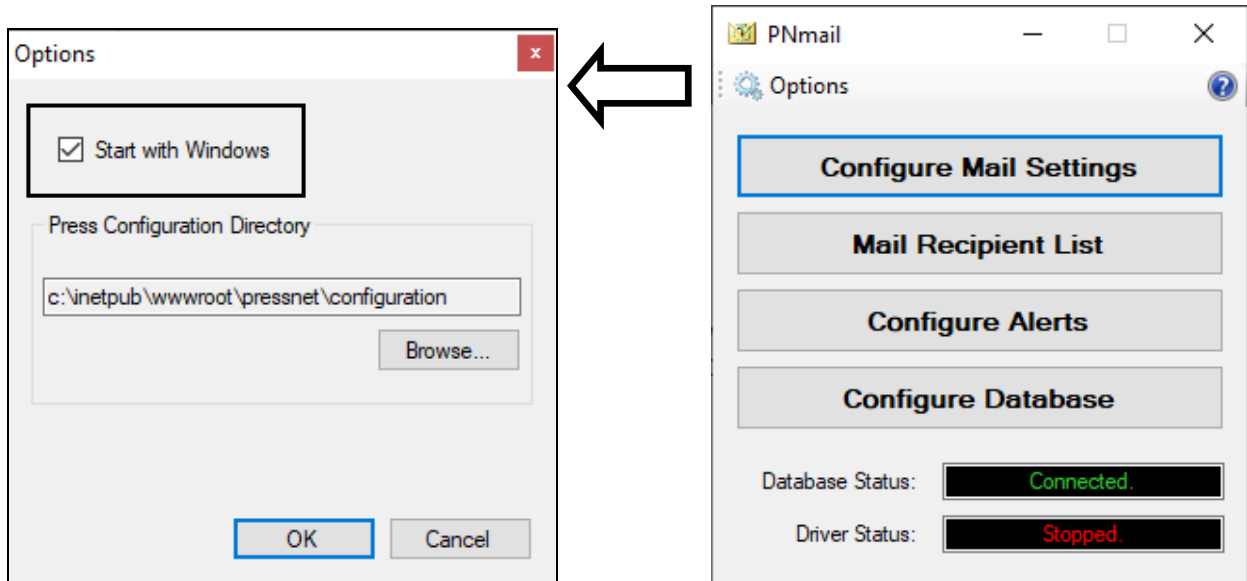 Options
Start with Windows
Press Configuration Directory
c:\inetpub\wwwroot\pressnet\configuration
Browse...
OK
Cancel
PNmail
Options
Configure Mail Settings
Mail Recipient List
Configure Alerts
Configure Database
Database Status: Connected.
Driver Status: Stopped.